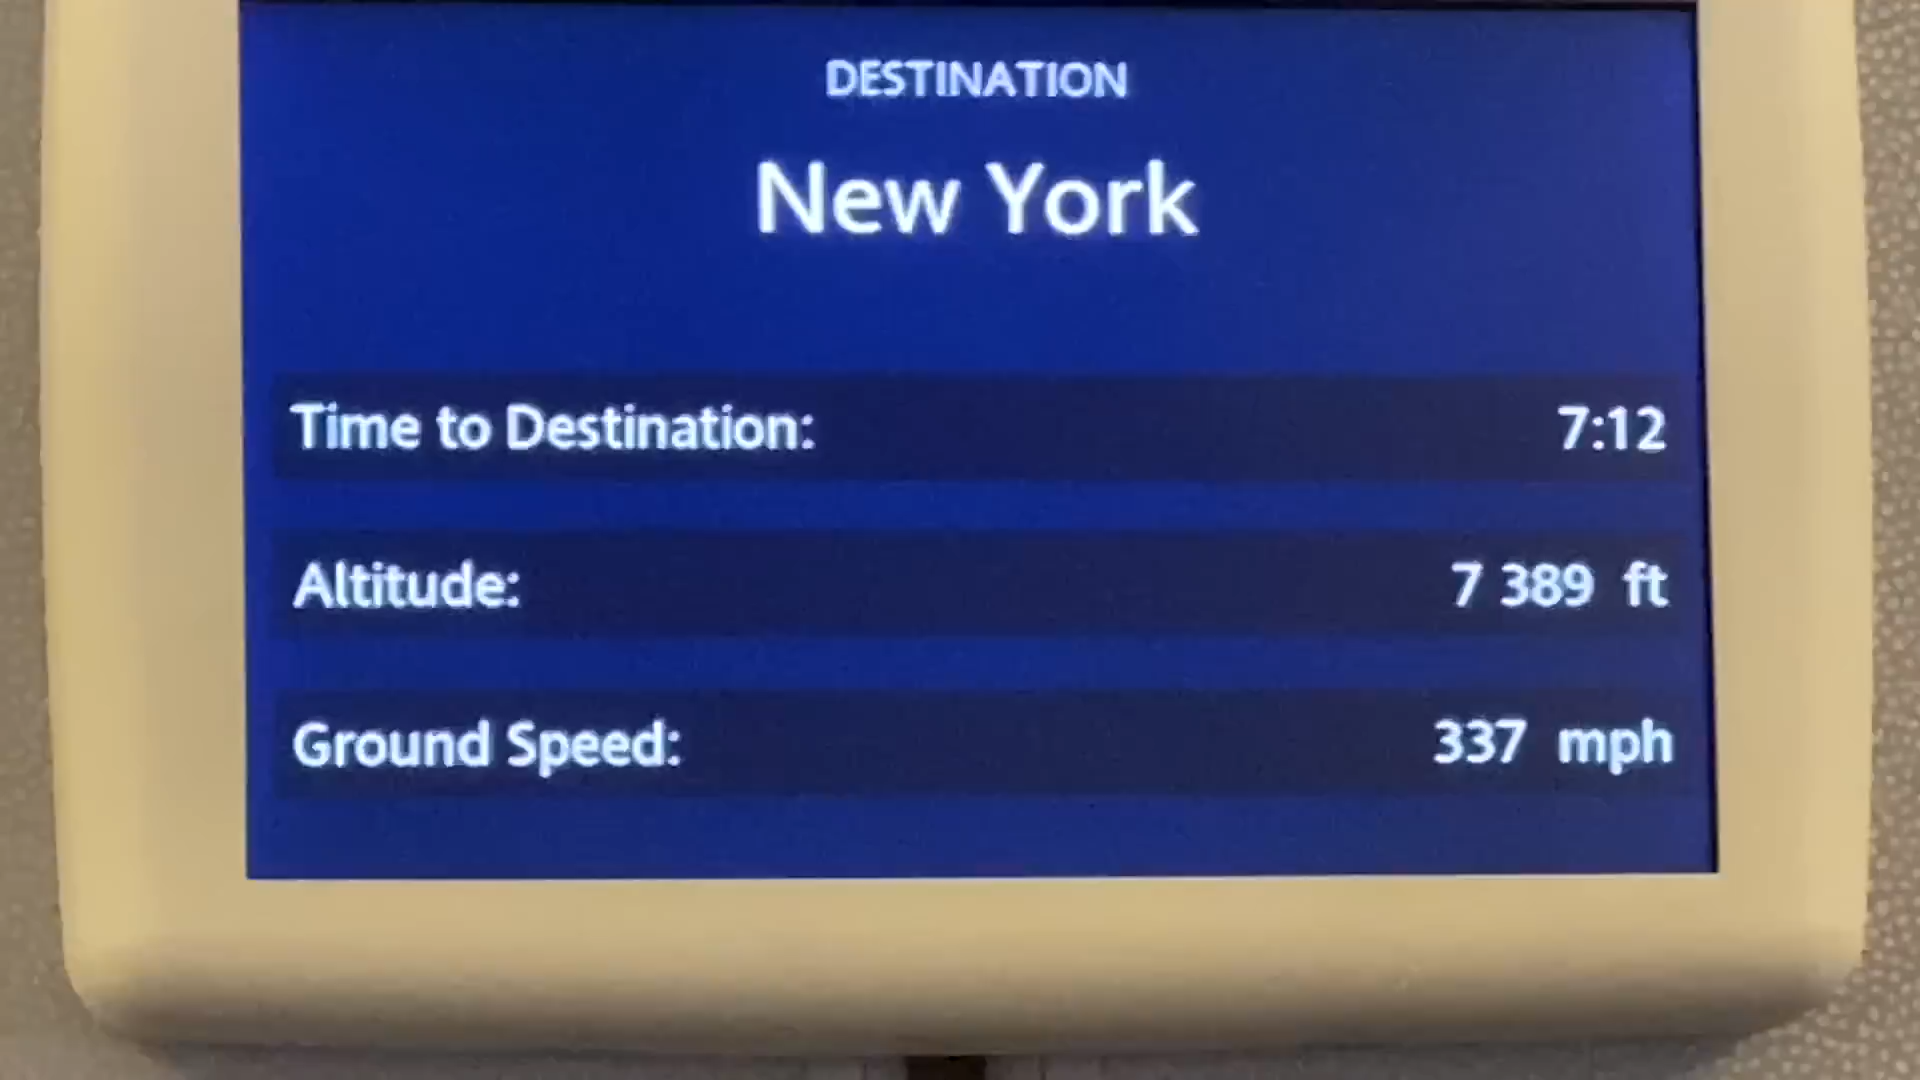 DESTINATION
New York
Time to Destination: 7:12
Altitude: 7 389 ft
Ground Speed: 337 mph